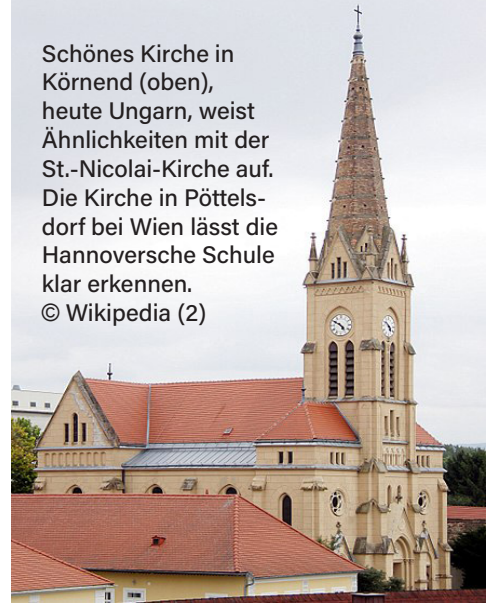 Schönes Kirche in
Körnend (oben),
heute Ungarn, weist
Ähnlichkeiten mit der
St.-Nicolai-Kirche auf.
Die Kirche in Pöttels-
dorf bei Wien lässt die
Hannoversche Schule
klar erkennen.
© Wikipedia (2)